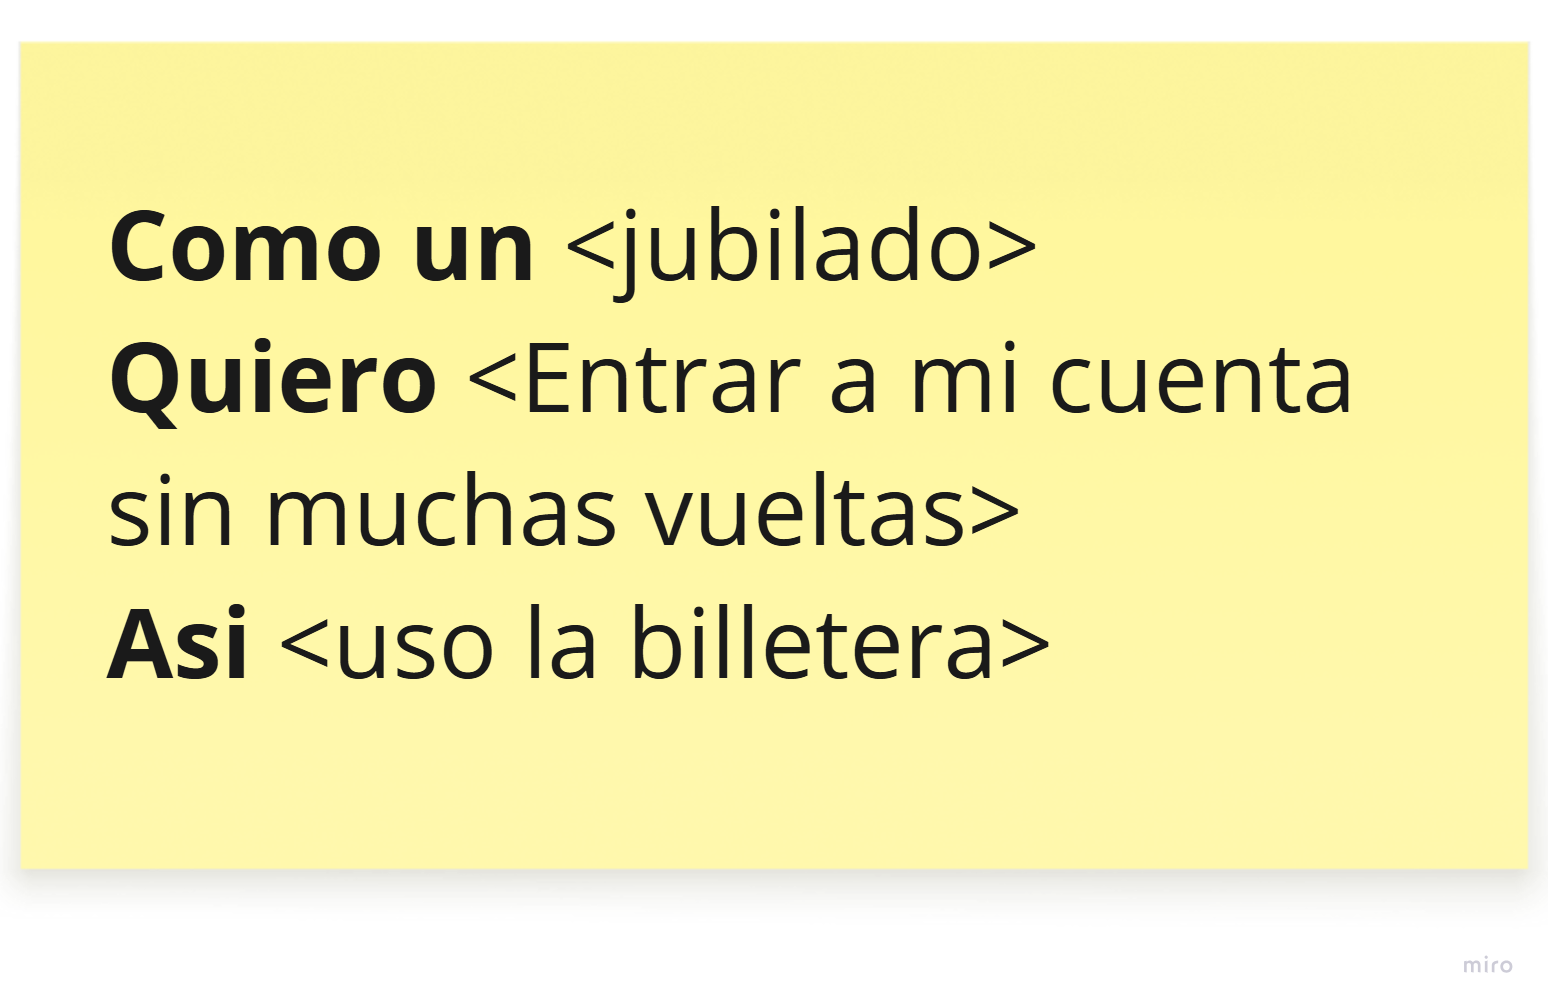 Como un <jubilado>
Quiero <Entrar a mi cuenta
sin muchas vueltas>
Asi <uso la billetera>
miro